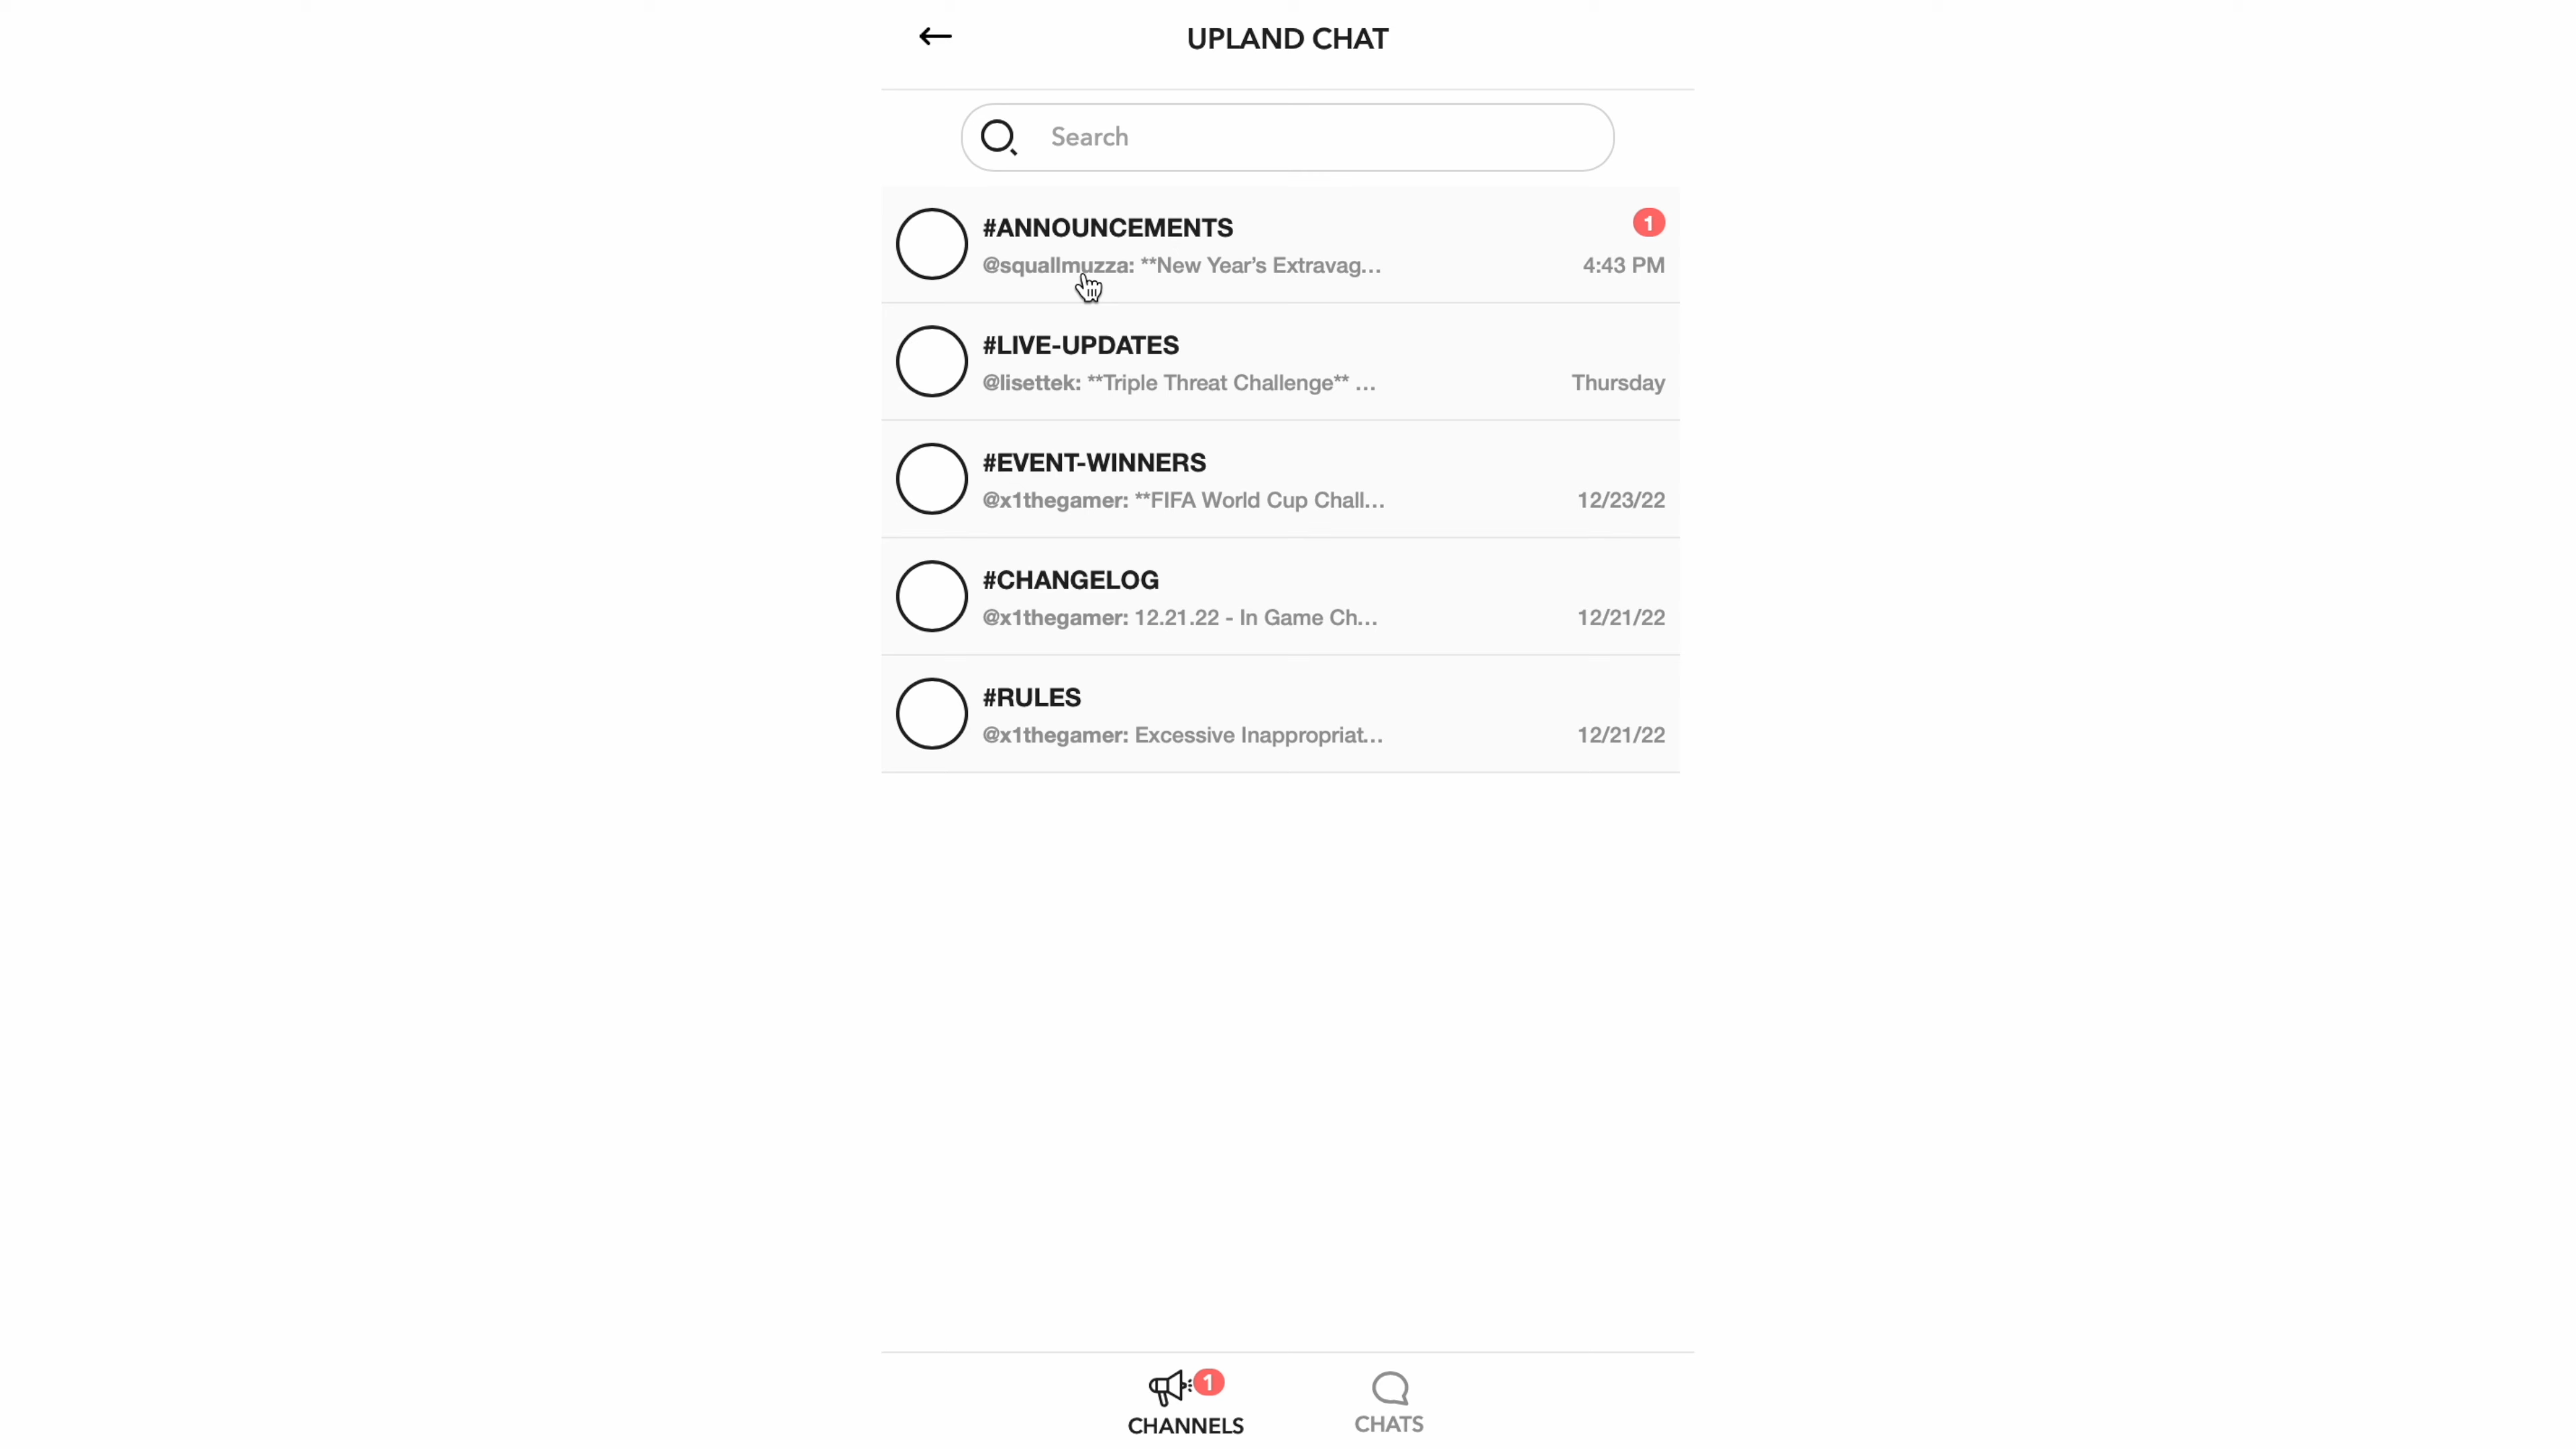 UPLAND CHAT
Search
#ANNOUNCEMENTS
1
@squallmuzza: **New Year's Extravag...
4:43 PM
#LIVE-UPDATES
@lisettek: **Triple Threat Challenge** ...
Thursday
#EVENT-WINNERS
@x1thegamer: **FIFA World Cup Chall...
12/23/22
#CHANGELOG
@x1thegamer: 12.21.22 - In Game Ch...
12/21/22
#RULES
@x1thegamer: Excessive Inappropriat...
12/21/22
1
CHANNELS
CHATS